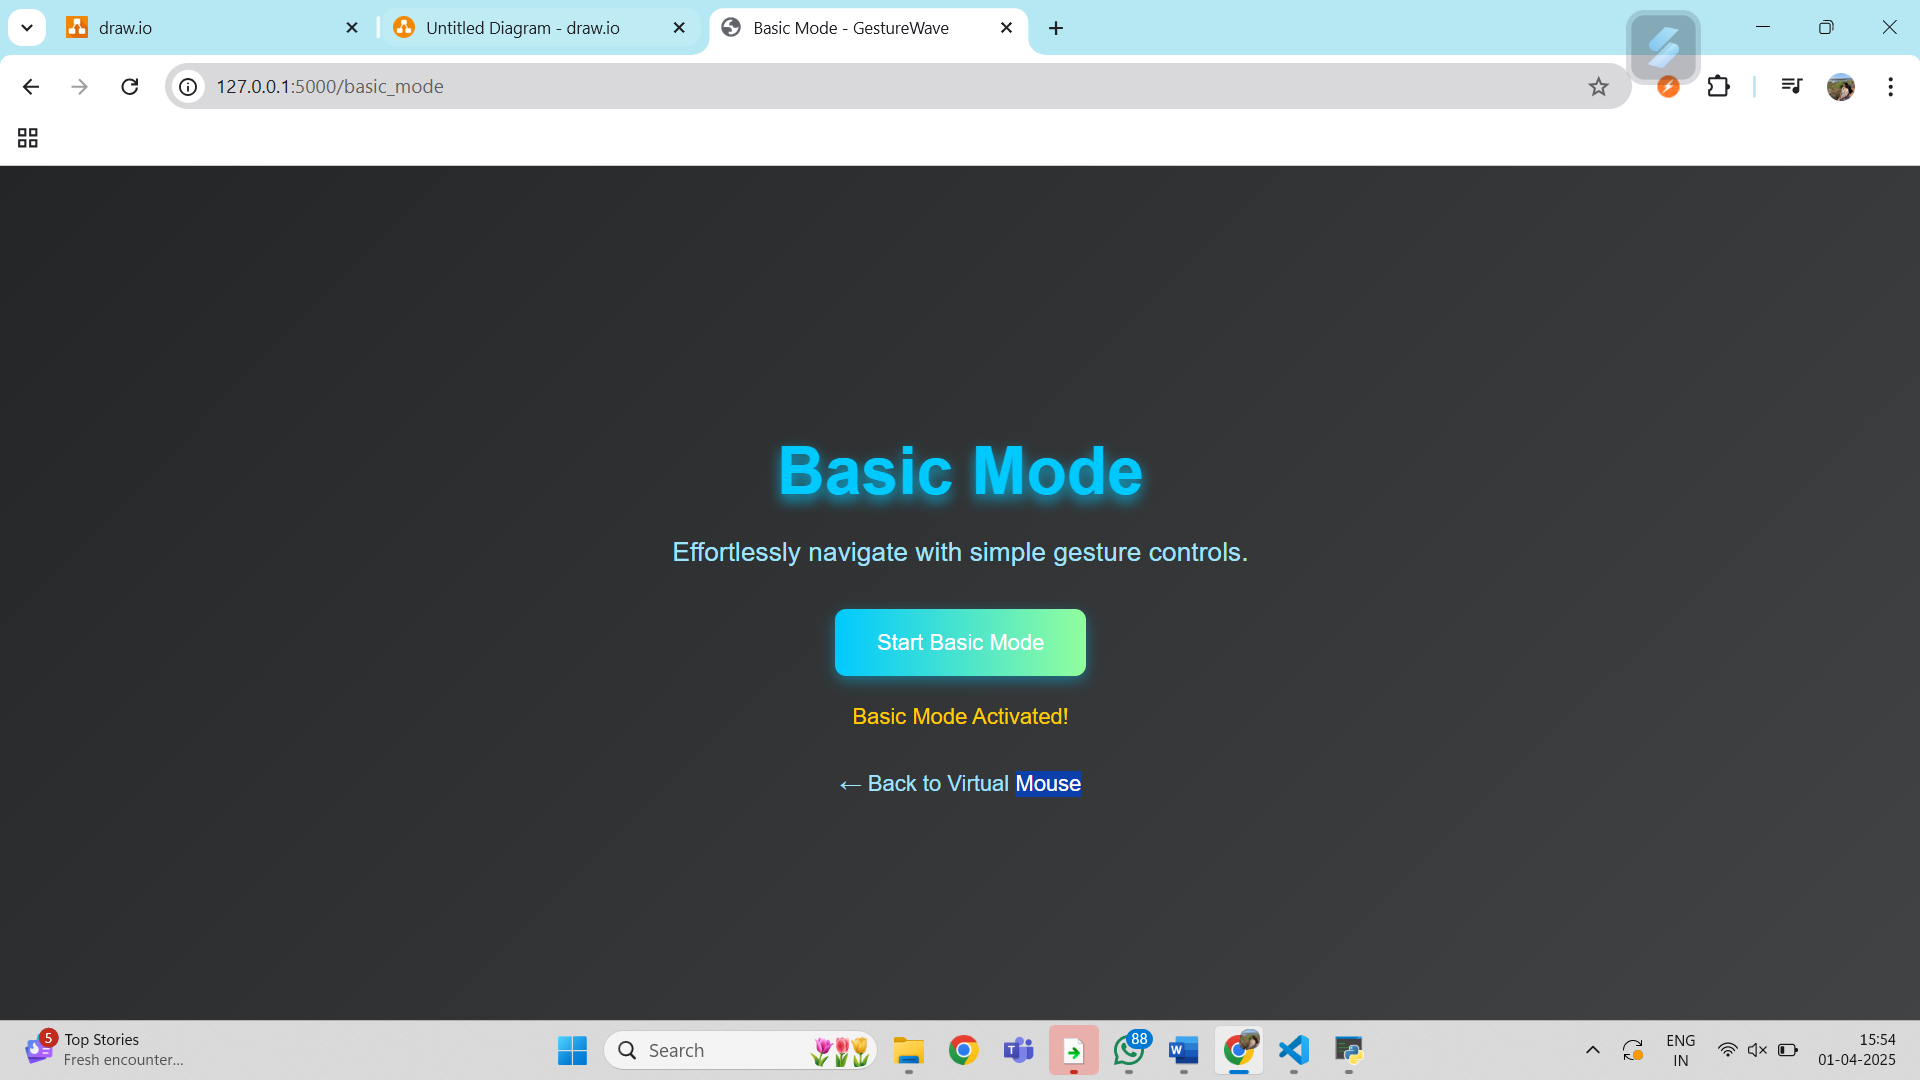 draw.io
Untitled Diagram - draw.io
Basic Mode - GestureWave
127.0.0.1:5000/basic_mode
Basic Mode
Effortlessly navigate with simple gesture controls.
Start Basic Mode
Basic Mode Activated!
← Back to Virtual Mouse
5
Top Stories
Fresh encounter...
Search
88
ENG
IN
15:54
01-04-2025